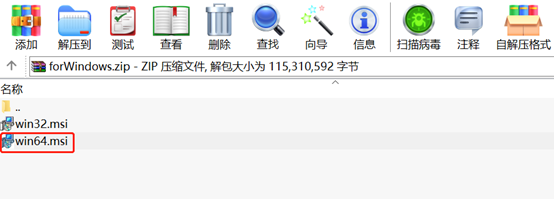 添加 解压到 测试 查看 删除 查找 向导 信息 扫描病毒 注释 自解压格式
forWindows.zip - ZIP 压缩文件, 解包大小为 115,310,592 字节
名称
..
win32.msi
win64.msi